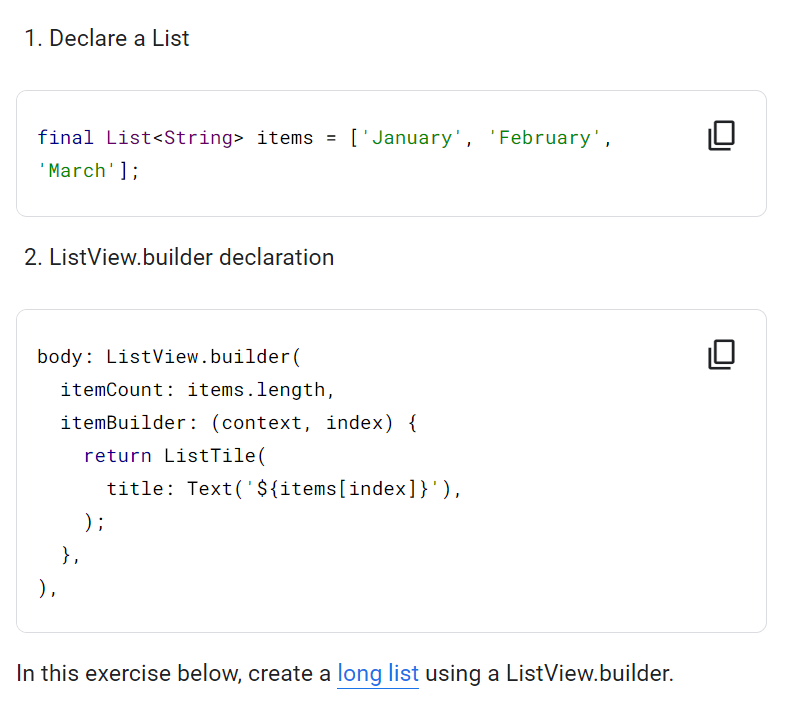 1. Declare a List
final List<String> items = ['January', 'February',
'March'];
2. ListView.builder declaration
body: ListView.builder(
  itemCount: items.length,
  itemBuilder: (context, index) {
    return ListTile(
      title: Text('${items[index]}'),
    );
  },
),
In this exercise below, create a long list using a ListView.builder.